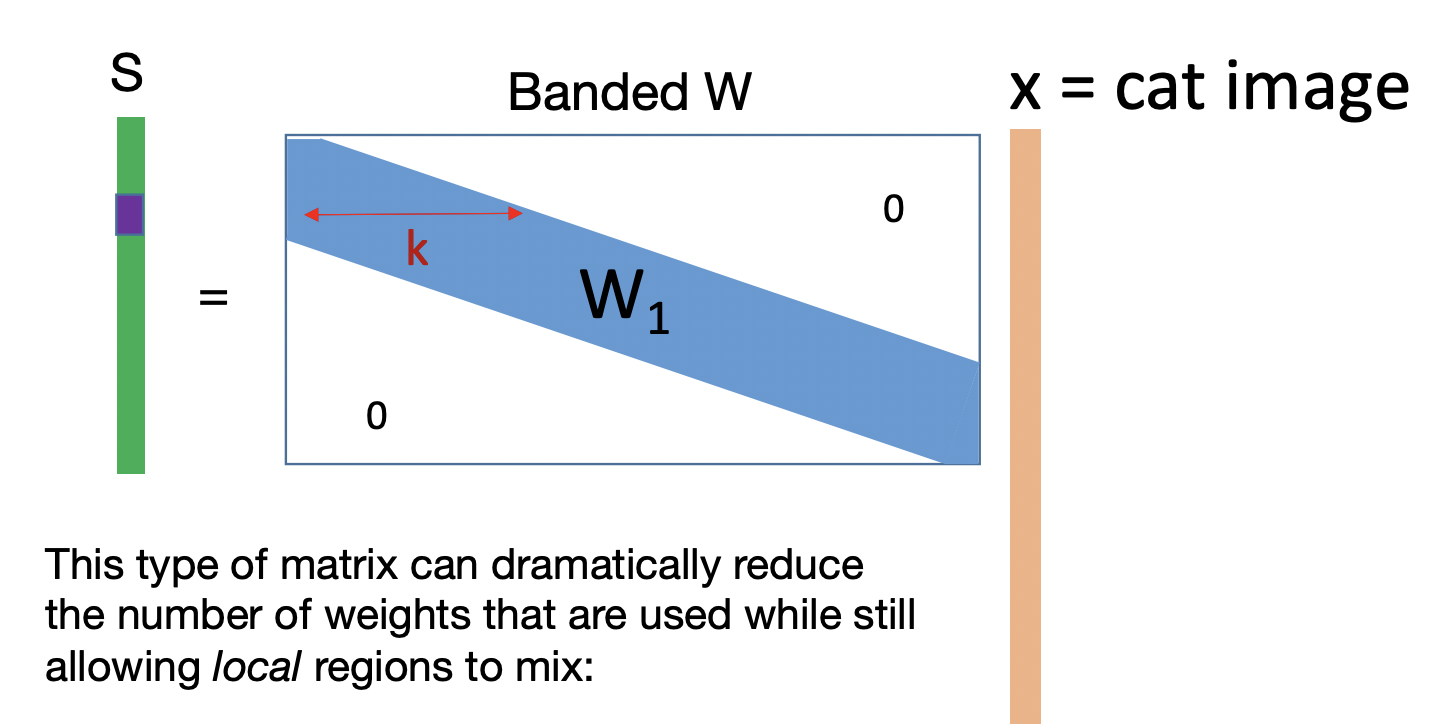 S
Banded W
x = cat image
0
k
W₁
=
0
This type of matrix can dramatically reduce
the number of weights that are used while still
allowing local regions to mix: